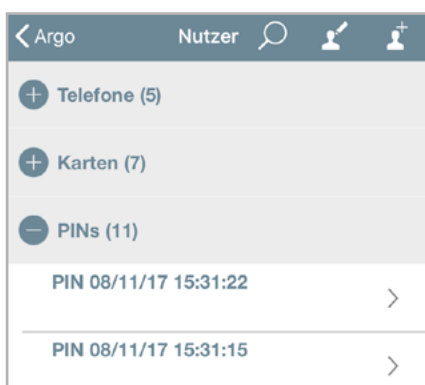 Argo Nutzer
Telefone (5)
Karten (7)
PINs (11)
PIN 08/11/17 15:31:22
PIN 08/11/17 15:31:15